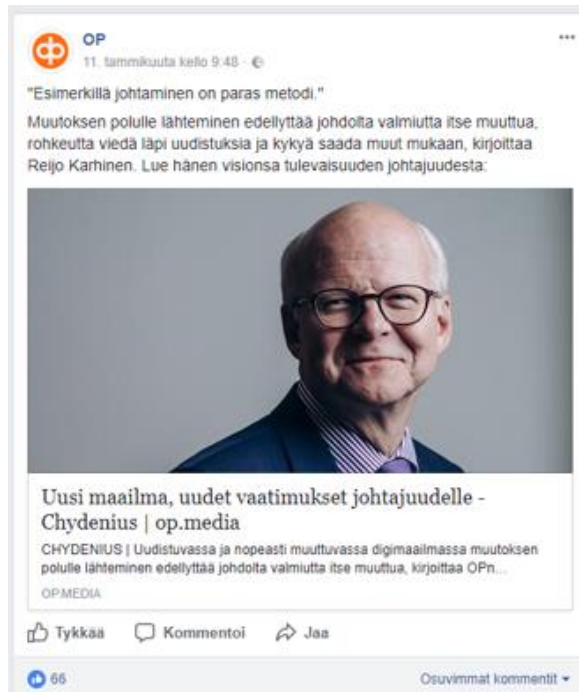 OP
11. tammikuuta kello 9:48 ·
"Esimerkillä johtaminen on paras metodi."
Muutoksen polulle lähteminen edellyttää johdolta valmiutta itse muuttua,
rohkeutta viedä läpi uudistuksia ja kykyä saada muut mukaan, kirjoittaa
Reijo Karhinen. Lue hänen visionsa tulevaisuuden johtajuudesta:
Uusi maailma, uudet vaatimukset johtajuudelle -
Chydenius | op.media
CHYDENIUS | Uudistuvassa ja nopeasti muuttuvassa digimaailmassa muutoksen
polulle lähteminen edellyttää johdolta valmiutta itse muuttua, kirjoittaa OPn...
OP.MEDIA
Tykkää Kommentoi Jaa
66 Osuvimmat kommentit